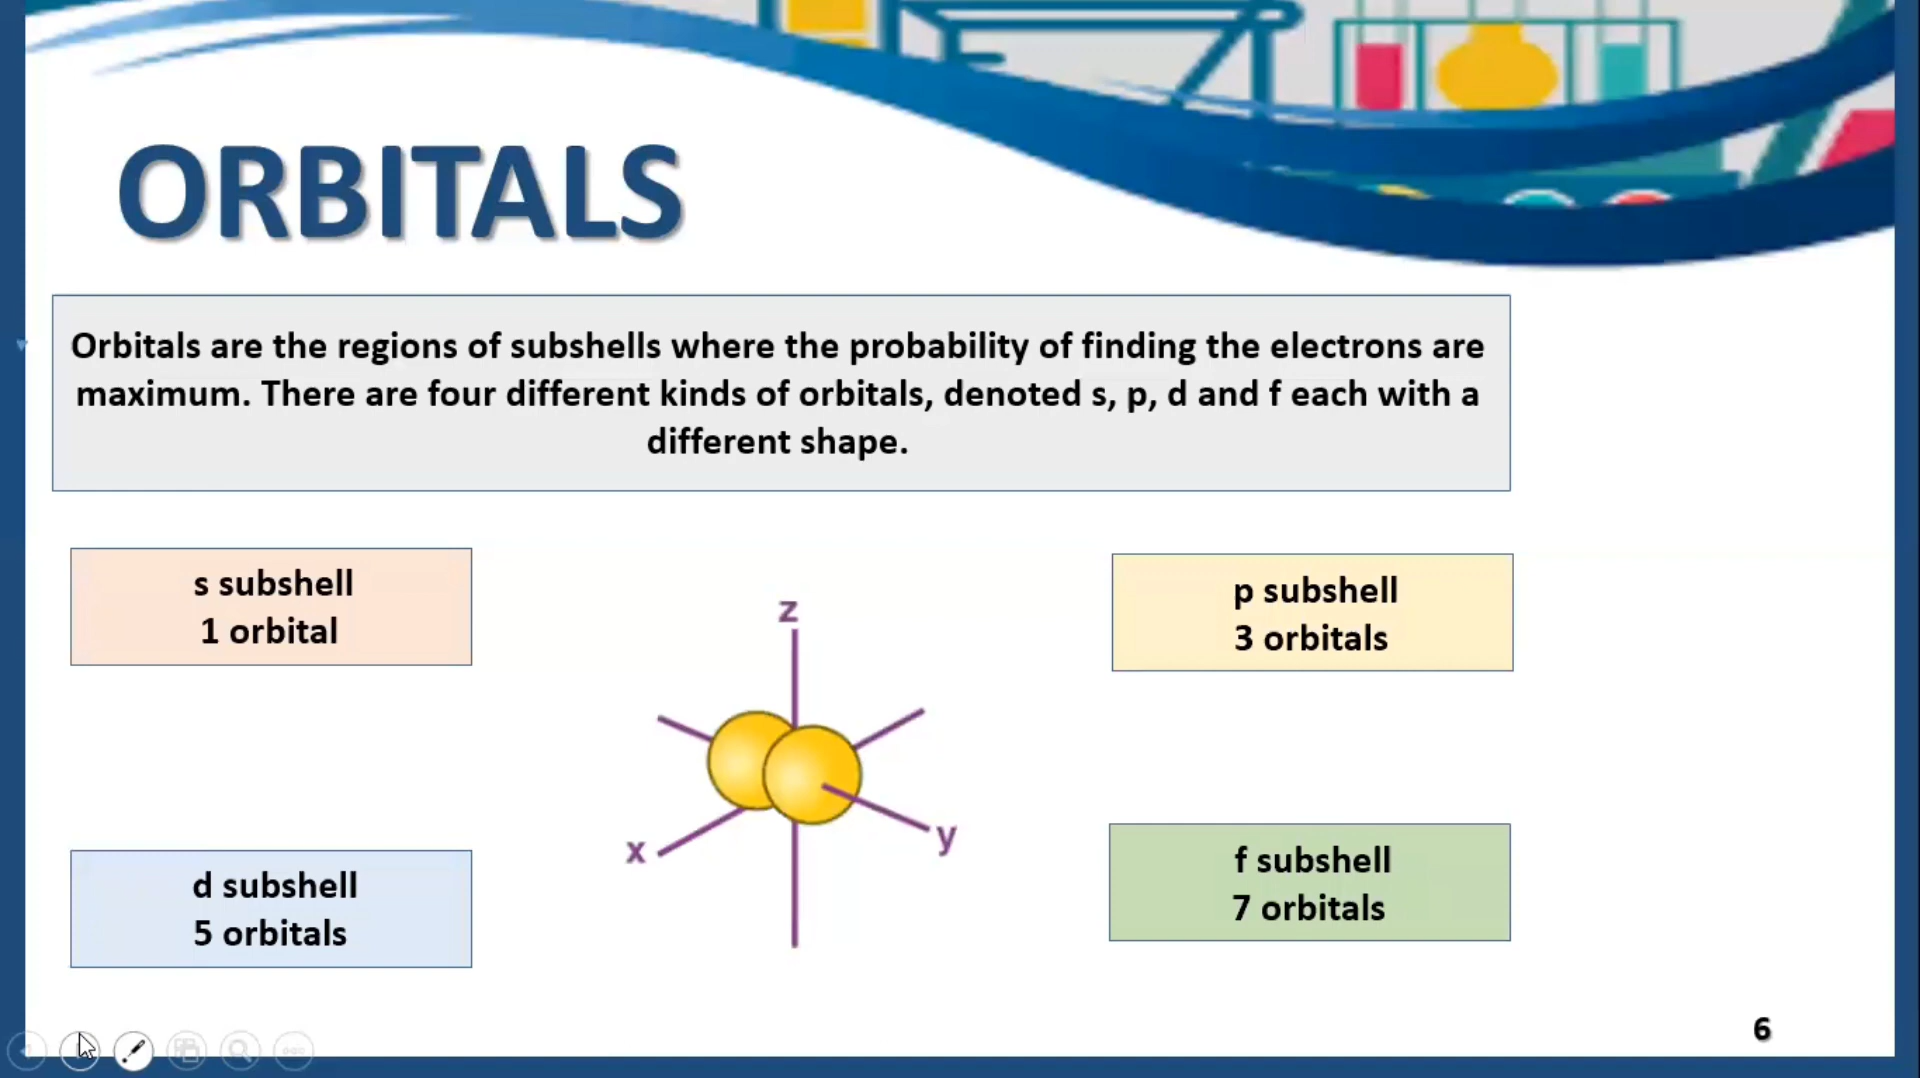 ORBITALS
Orbitals are the regions of subshells where the probability of finding the electrons are
maximum. There are four different kinds of orbitals, denoted s, p, d and f each with a
different shape.
s subshell
1 orbital
p subshell
3 orbitals
z
x
y
d subshell
5 orbitals
f subshell
7 orbitals
6